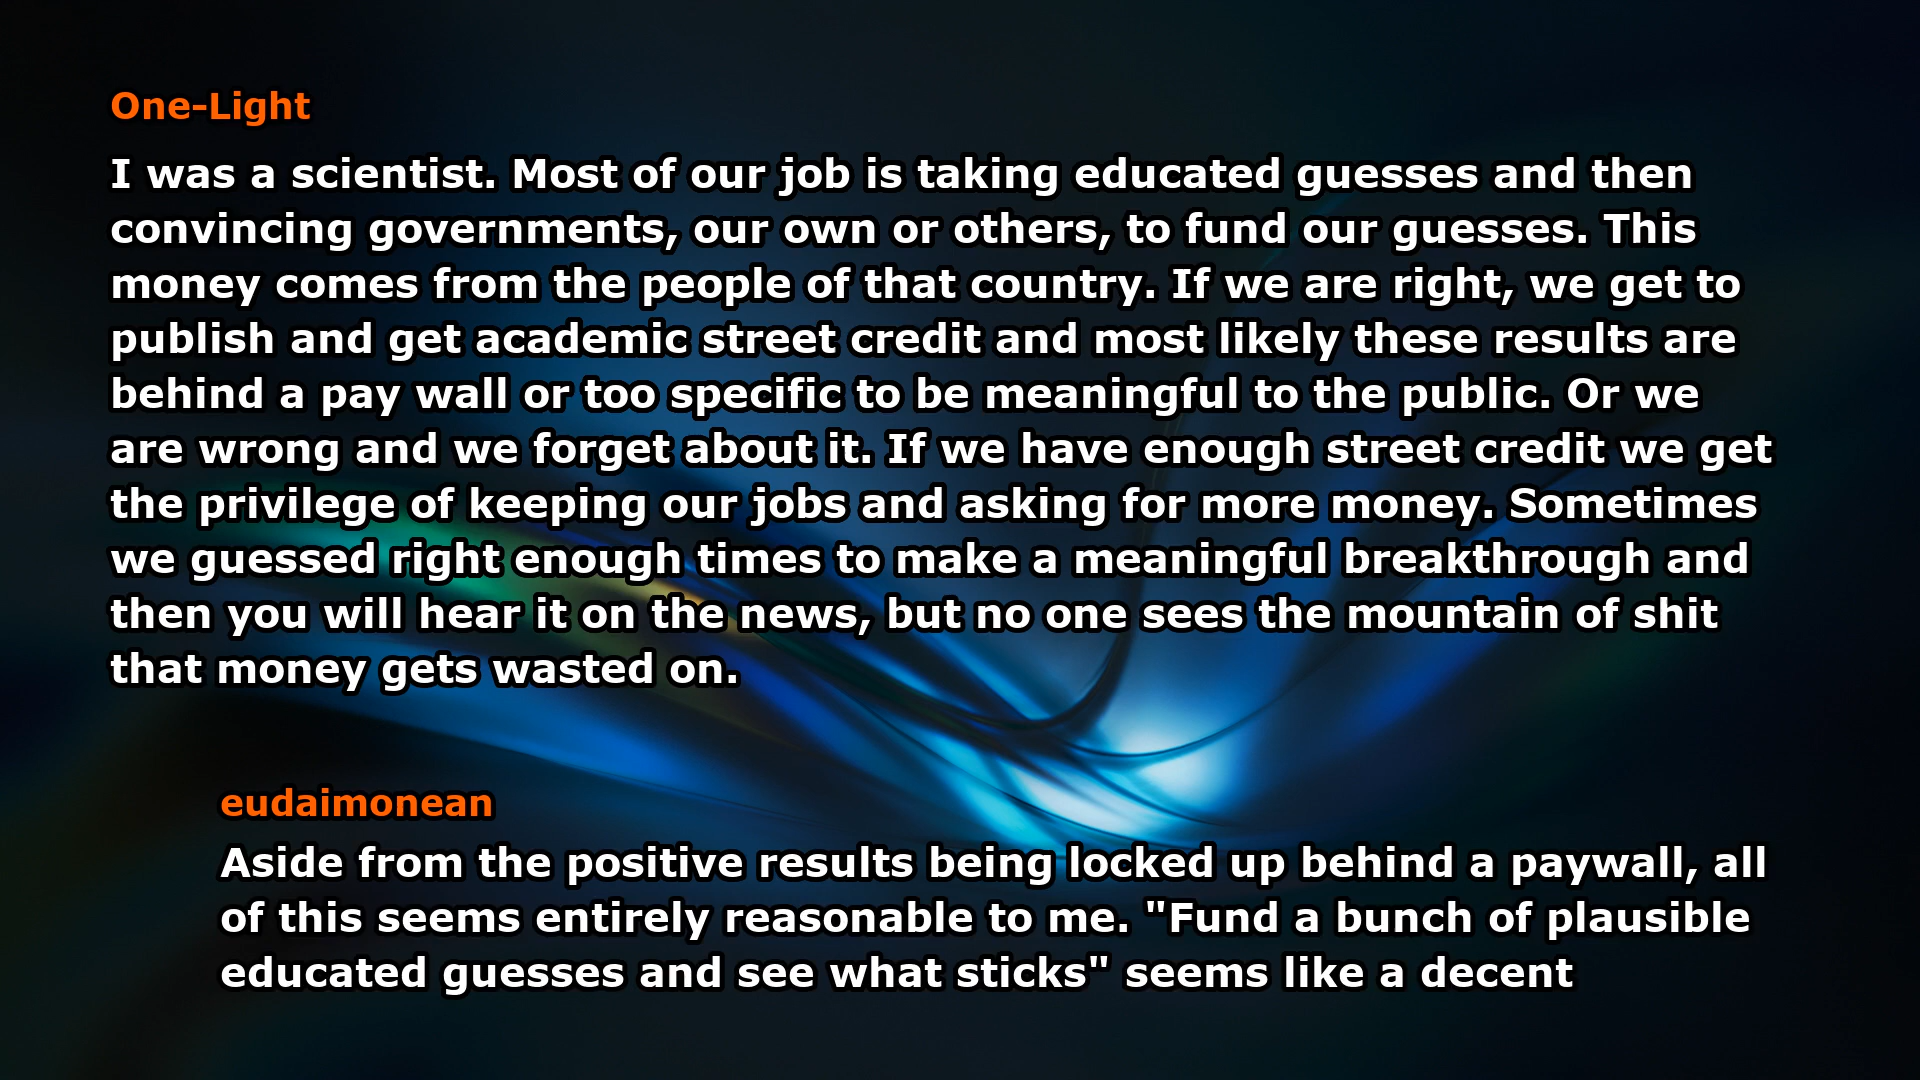 One-Light
I was a scientist. Most of our job is taking educated guesses and then
convincing governments, our own or others, to fund our guesses. This
money comes from the people of that country. If we are right, we get to
publish and get academic street credit and most likely these results are
behind a pay wall or too specific to be meaningful to the public. Or we
are wrong and we forget about it. If we have enough street credit we get
the privilege of keeping our jobs and asking for more money. Sometimes
we guessed right enough times to make a meaningful breakthrough and
then you will hear it on the news, but no one sees the mountain of shit
that money gets wasted on.
eudaimonean
Aside from the positive results being locked up behind a paywall, all
of this seems entirely reasonable to me. "Fund a bunch of plausible
educated guesses and see what sticks" seems like a decent